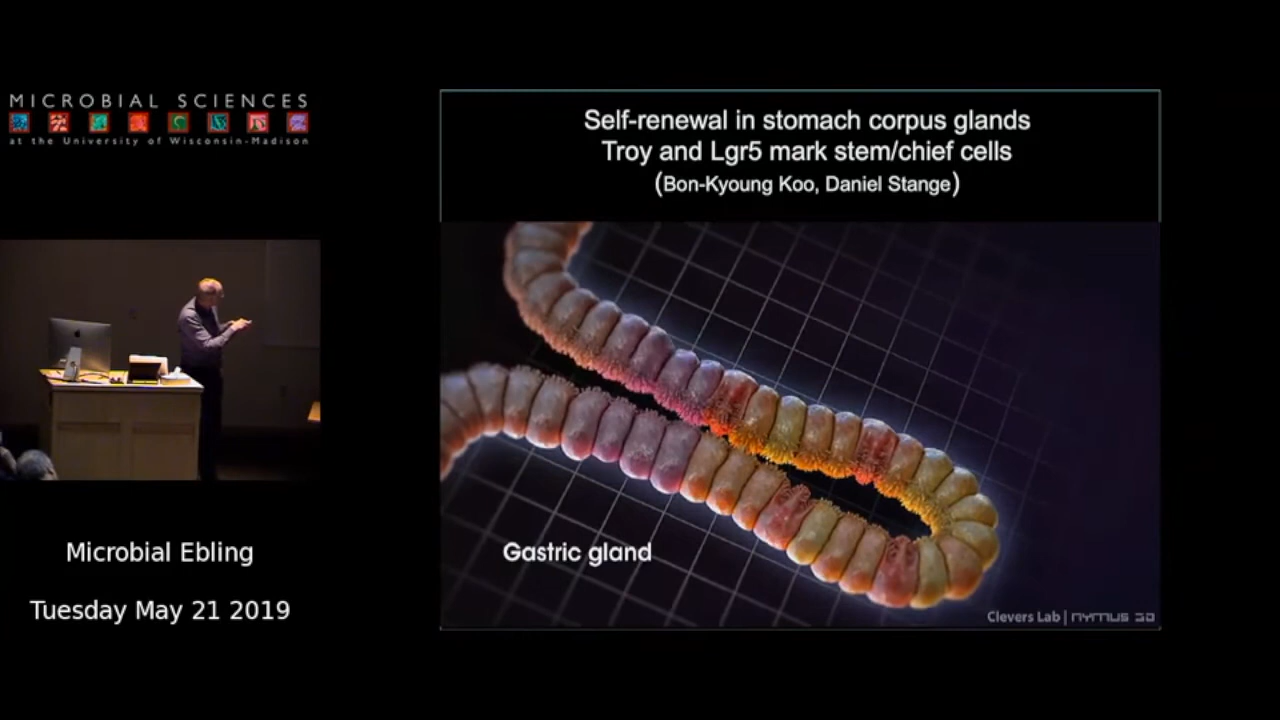 MICROBIAL SCIENCES
at the University of Wisconsin-Madison
Self-renewal in stomach corpus glands
Troy and Lgr5 mark stem/chief cells
(Bon-Kyoung Koo, Daniel Stange)
Gastric gland
Clevers Lab | NYMUS 3D
Microbial Ebling
Tuesday May 21 2019